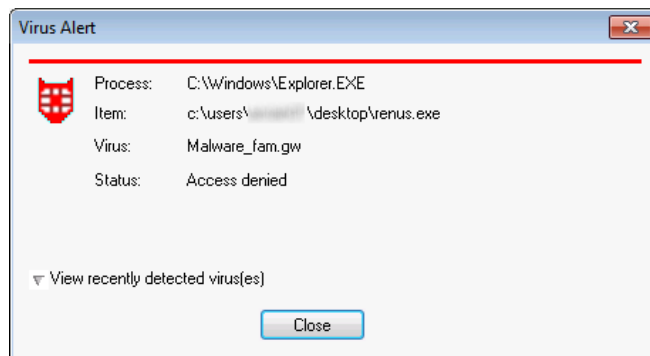 Virus Alert
Process: C:\Windows\Explorer.EXE
Item: c:\users\ \desktop\renus.exe
Virus: Malware_fam.gw
Status: Access denied
View recently detected virus(es)
Close